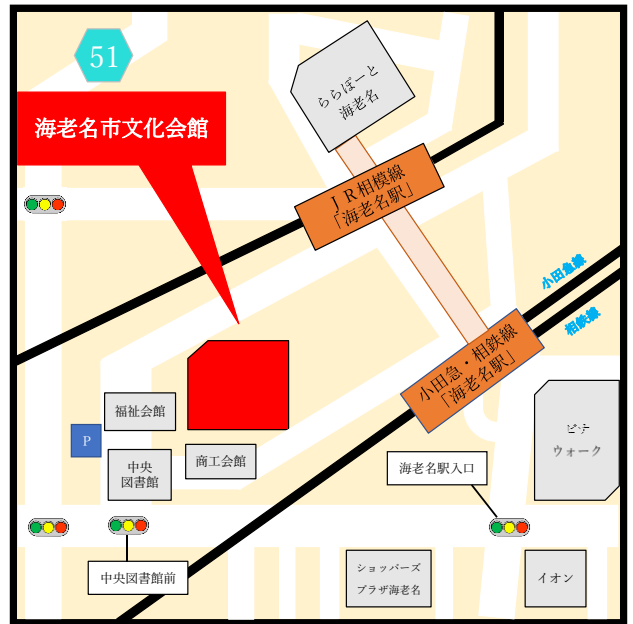 51
海老名市文化会館
ららぽーと
海老名
JR相模線
「海老名駅」
小田急線
相鉄線
小田急・相鉄線
「海老名駅」
福祉会館
P
中央
図書館
商工会館
ビナ
ウォーク
海老名駅入口
中央図書館前
ショッパーズ
プラザ海老名
イオン